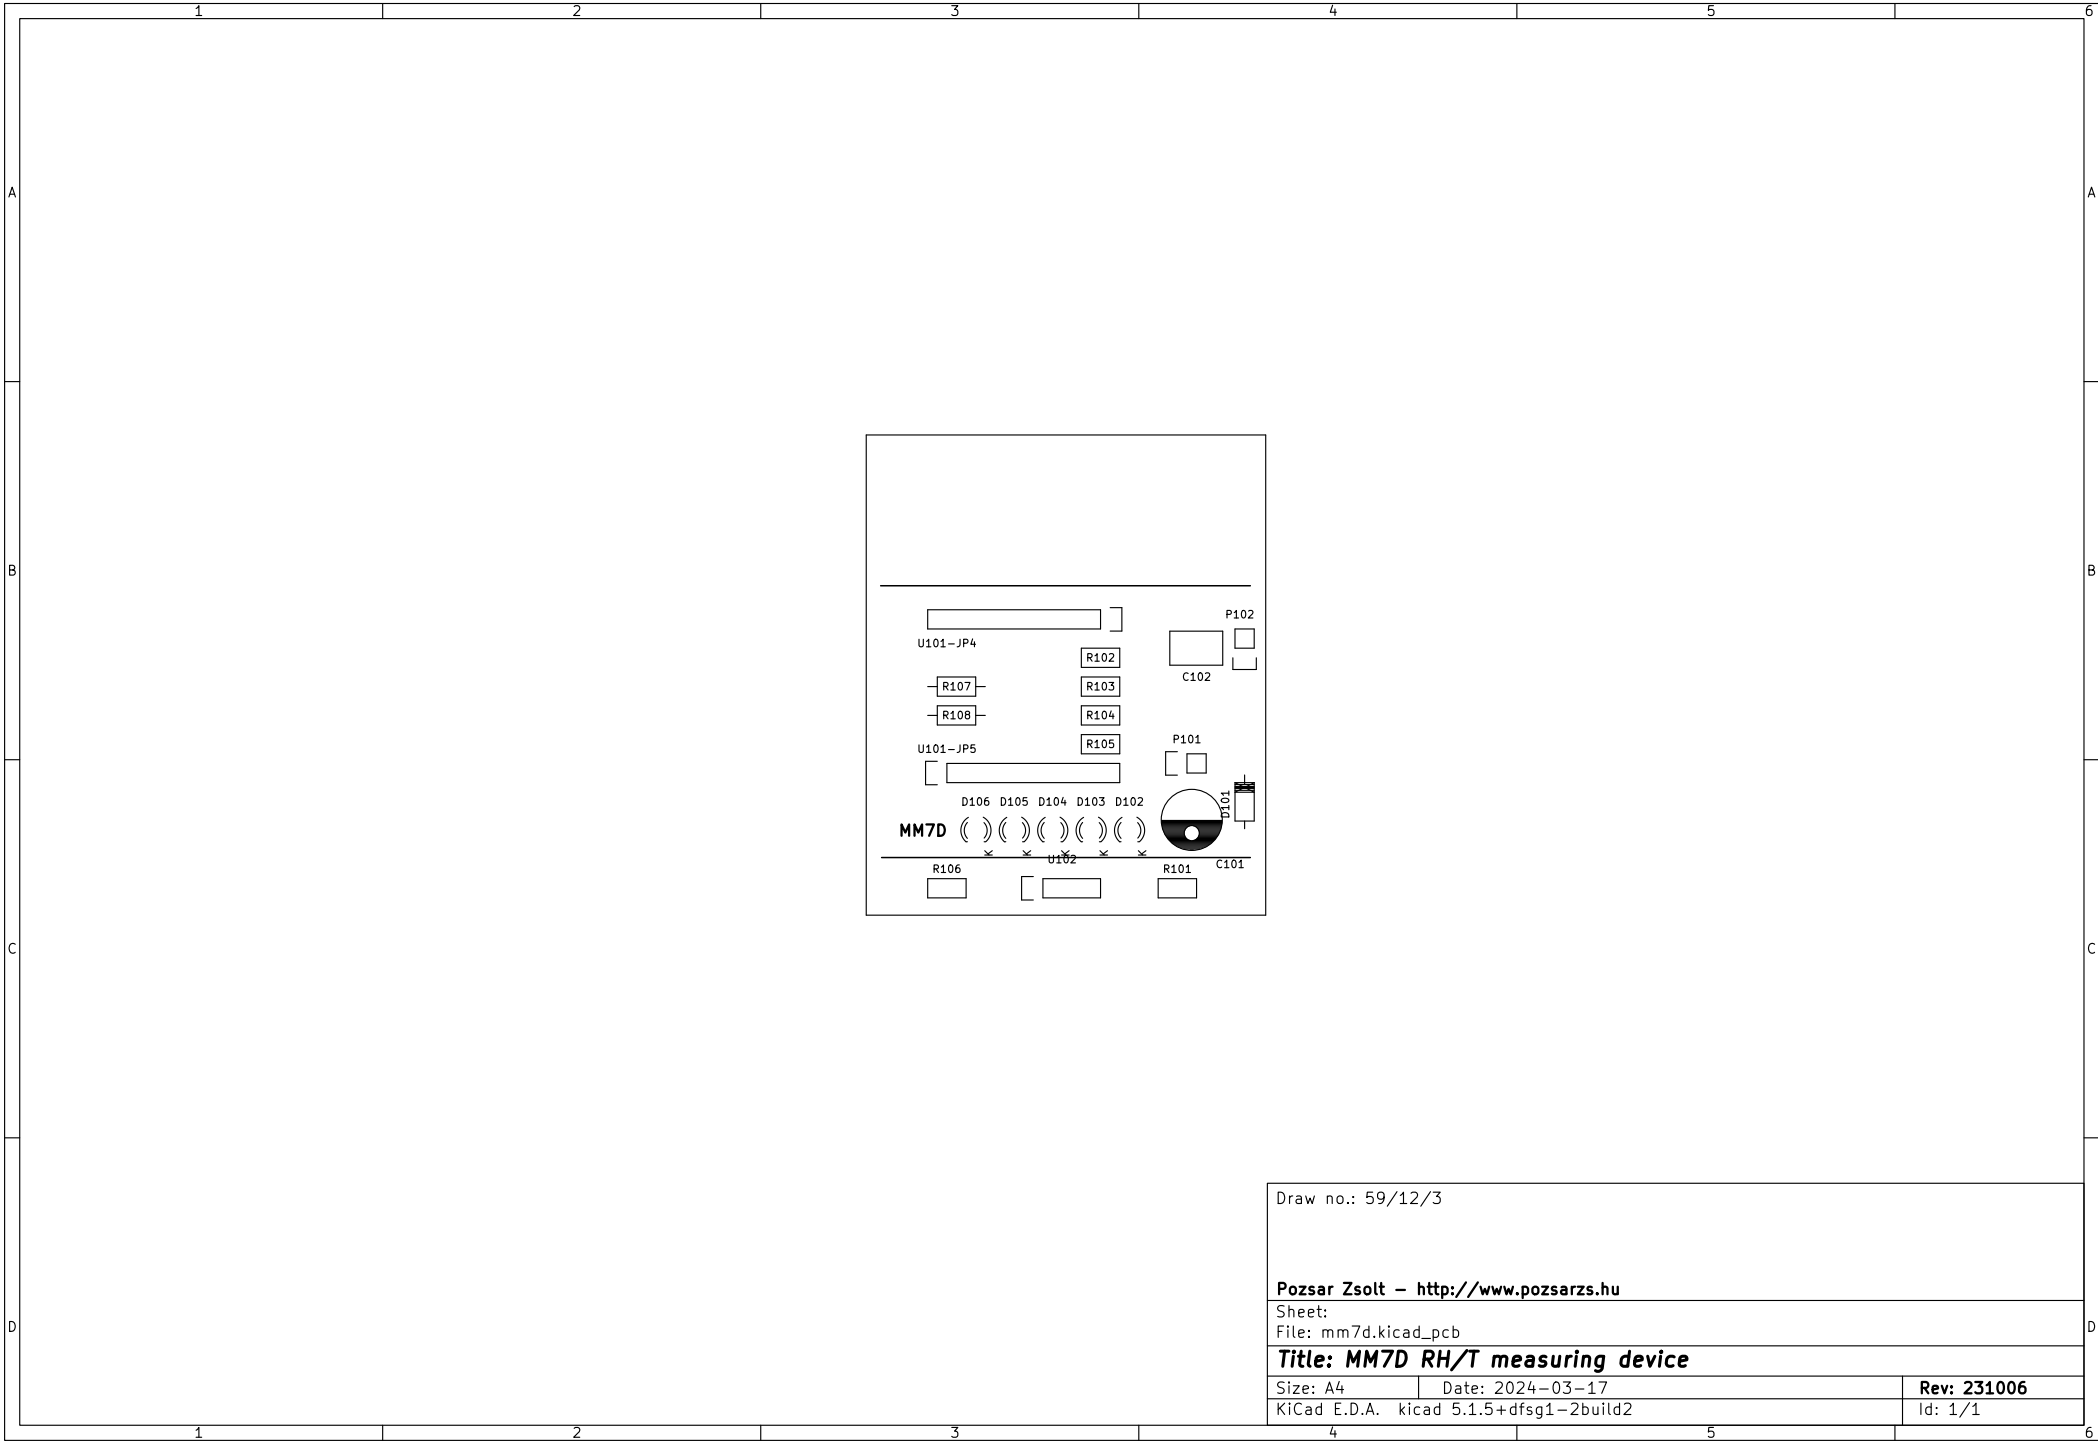 1 2 3 4 5 6
A A
P102
U101-JP4
R102
C102
B B
R107 R103
R108 R104
P101
U101-JP5 R105
D101
D106 D105 D104 D103 D102
MM7D
K K K K K
U102
C101
R106 R101
C C
Draw no.: 59/12/3
Pozsar Zsolt – http://www.pozsarzs.hu
Sheet:
File: mm7d.kicad_pcb
D D
Title: MM7D RH/T measuring device
Size: A4 Date: 2024-03-17 Rev: 231006
KiCad E.D.A. kicad 5.1.5+dfsg1-2build2 Id: 1/1
1 2 3 4 5 6